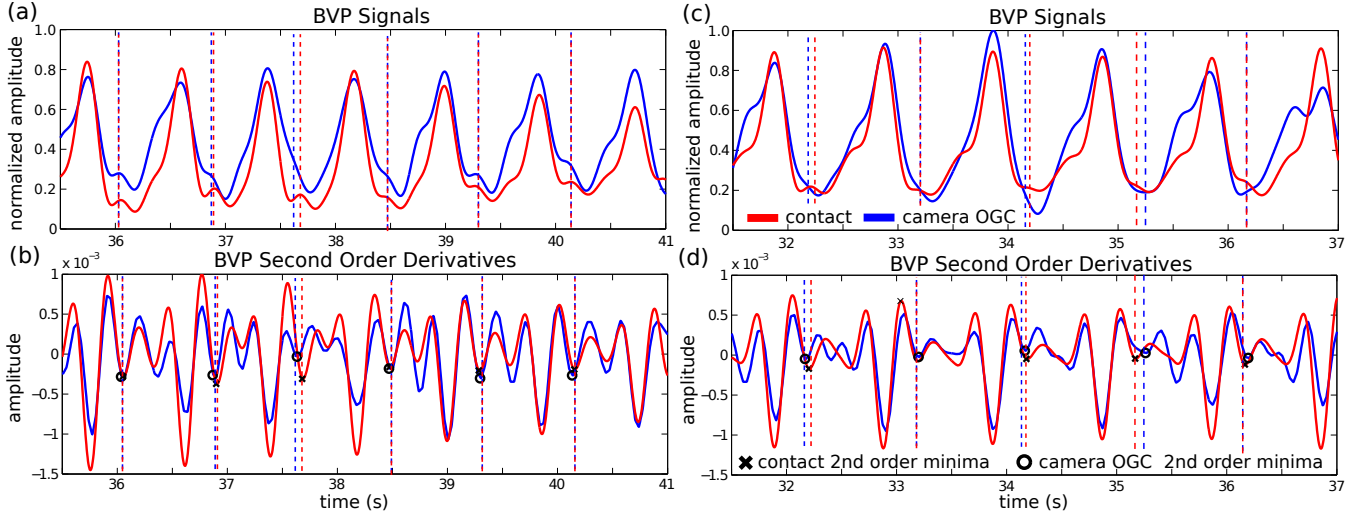 (a)
BVP Signals
normalized amplitude
1.0
0.8
0.6
0.4
0.2
0.0
36
37
38
39
40
41
(b)
BVP Second Order Derivatives
1 x 10⁻³
amplitude
0.5
0
−0.5
−1
−1.5
36
37
38
39
40
41
time (s)
(c)
BVP Signals
normalized amplitude
1.0
0.8
0.6
0.4
0.2
0
contact
camera OGC
32
33
34
35
36
37
(d)
BVP Second Order Derivatives
1 x 10⁻³
amplitude
0.5
0
−0.5
−1
−1.5
contact 2nd order minima
camera OGC 2nd order minima
32
33
34
35
36
37
time (s)